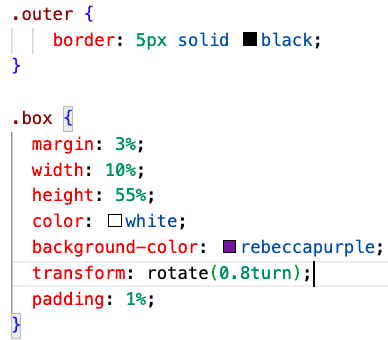 .outer {
border: 5px solid black;
}
.box {
margin: 3%;
width: 10%;
height: 55%;
color: white;
background-color: rebeccapurple;
transform: rotate(0.8turn);
padding: 1%;
}